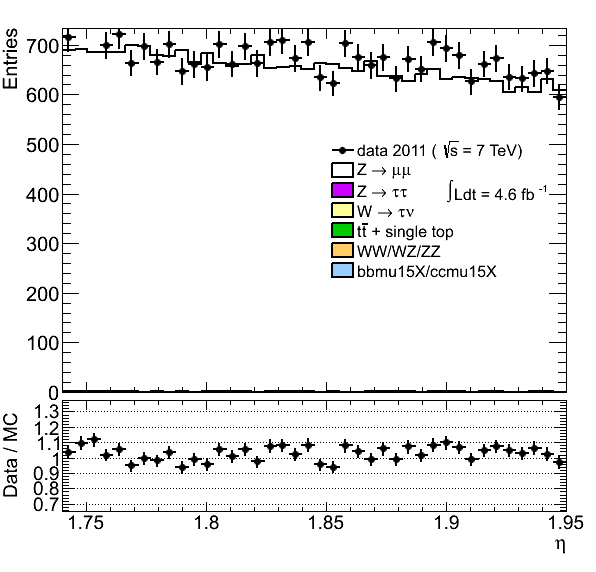 Entries
700
600
500
400
300
200
100
0
data 2011 ( √s = 7 TeV)
Z → μμ
Z → ττ
∫Ldt = 4.6 fb⁻¹
W → τν
tt̄ + single top
WW/WZ/ZZ
bbmu15X/ccmu15X
Data / MC
1.3
1.2
1.1
1
0.9
0.8
0.7
1.75 1.8 1.85 1.9 1.95
η